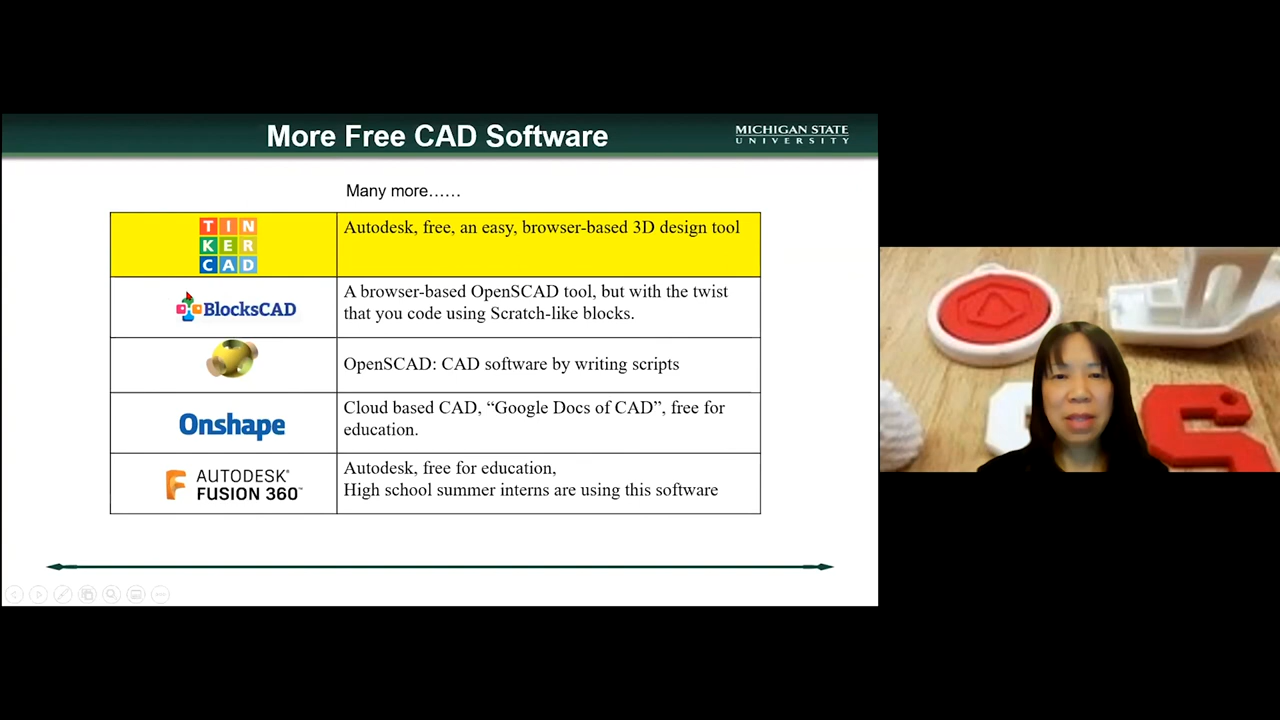 More Free CAD Software
MICHIGAN STATE
UNIVERSITY
Many more……
TIN
KER
CAD
Autodesk, free, an easy, browser-based 3D design tool
BlocksCAD
A browser-based OpenSCAD tool, but with the twist
that you code using Scratch-like blocks.
OpenSCAD: CAD software by writing scripts
Onshape
Cloud based CAD, “Google Docs of CAD”, free for
education.
AUTODESK®
FUSION 360™
Autodesk, free for education,
High school summer interns are using this software